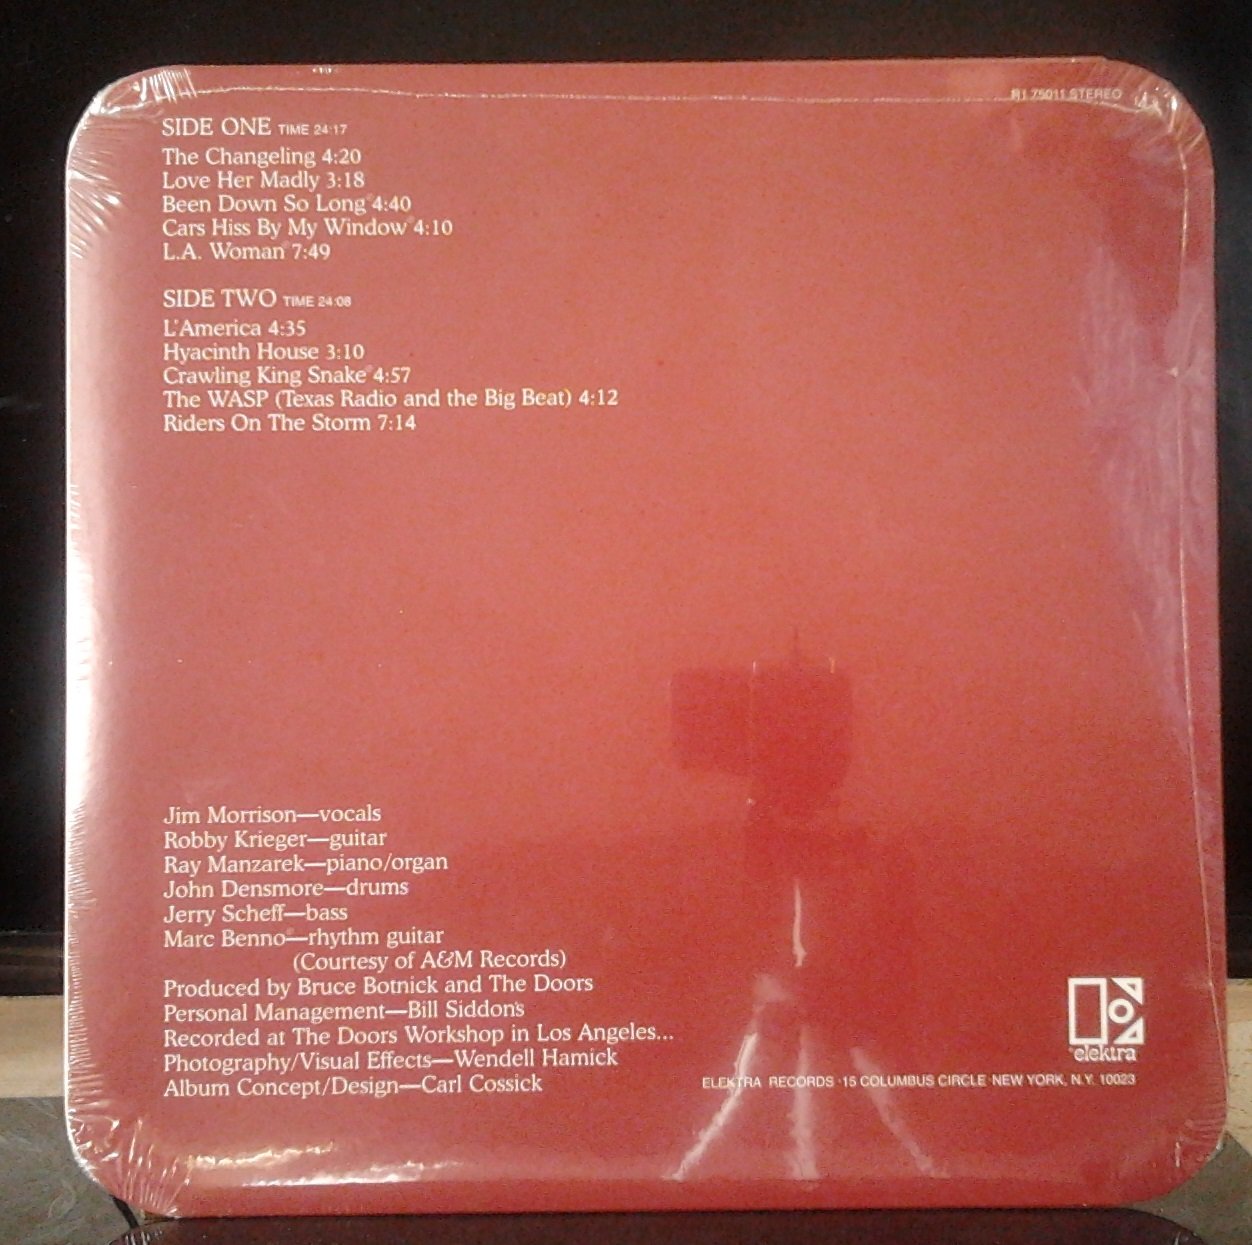 R1 75011 STEREO
SIDE ONE TIME 24:17
The Changeling 4:20
Love Her Madly 3:18
Been Down So Long 4:40
Cars Hiss By My Window 4:10
L.A. Woman 7:49
SIDE TWO TIME 24:08
L'America 4:35
Hyacinth House 3:10
Crawling King Snake 4:57
The WASP (Texas Radio and the Big Beat) 4:12
Riders On The Storm 7:14
Jim Morrison—vocals
Robby Krieger—guitar
Ray Manzarek—piano/organ
John Densmore—drums
Jerry Scheff—bass
Marc Benno—rhythm guitar
(Courtesy of A&M Records)
Produced by Bruce Botnick and The Doors
Personal Management—Bill Siddons
Recorded at The Doors Workshop in Los Angeles...
Photography/Visual Effects—Wendell Hamick
Album Concept/Design—Carl Cossick
elektra
ELEKTRA RECORDS · 15 COLUMBUS CIRCLE · NEW YORK, N.Y. 10023